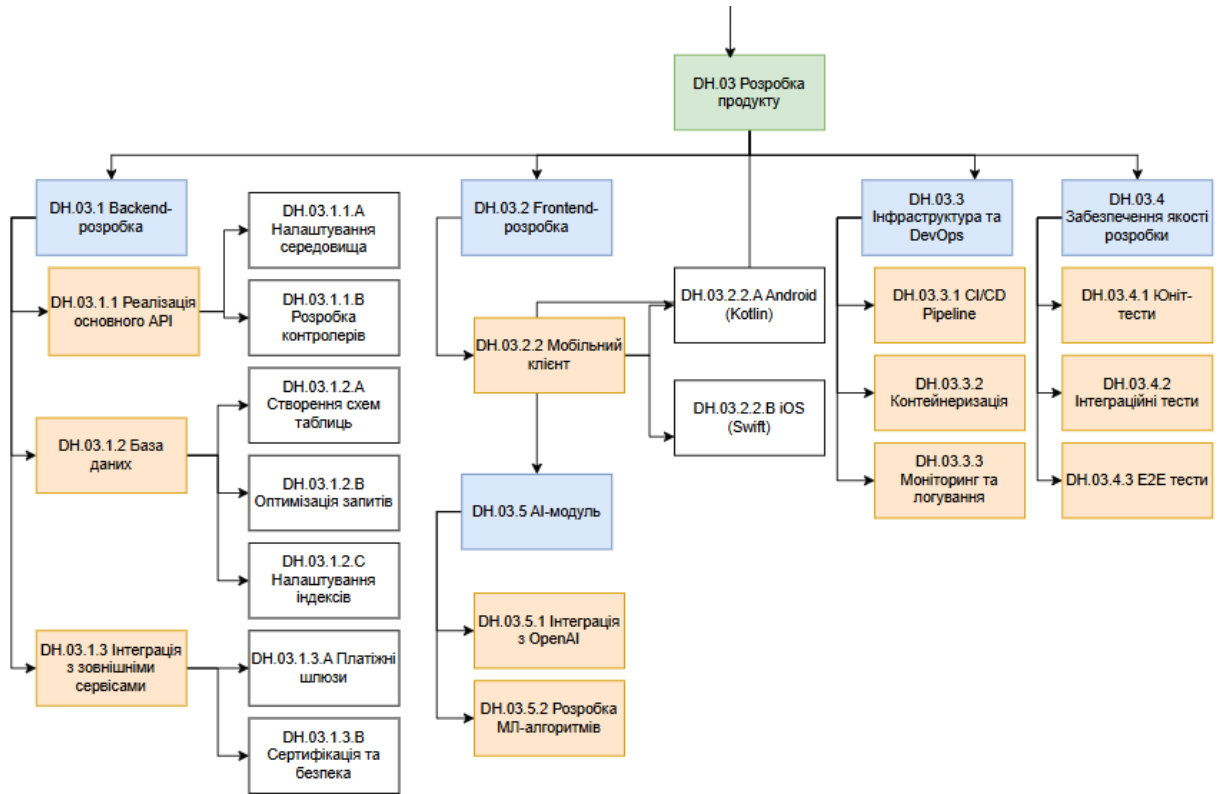 DH.03 Розробка
продукту
DH.03.1 Backend-
розробка
DH.03.1.1 Реалізація
основного API
DH.03.1.1.A
Налаштування
середовища
DH.03.1.1.B
Розробка
контролерів
DH.03.1.2 База
даних
DH.03.1.2.A
Створення схем
таблиць
DH.03.1.2.B
Оптимізація запитів
DH.03.1.2.C
Налаштування
індексів
DH.03.1.3 Інтеграція
з зовнішніми
сервісами
DH.03.1.3.A Платіжні
шлюзи
DH.03.1.3.B
Сертифікація та
безпека
DH.03.2 Frontend-
розробка
DH.03.2.2 Мобільний
клієнт
DH.03.2.2.A Android
(Kotlin)
DH.03.2.2.B iOS
(Swift)
DH.03.5 AI-модуль
DH.03.5.1 Інтеграція
з OpenAI
DH.03.5.2 Розробка
МЛ-алгоритмів
DH.03.3
Інфраструктура та
DevOps
DH.03.3.1 CI/CD
Pipeline
DH.03.3.2
Контейнеризація
DH.03.3.3
Моніторинг та
логування
DH.03.4
Забезпечення якості
розробки
DH.03.4.1 Юніт-
тести
DH.03.4.2
Інтеграційні тести
DH.03.4.3 E2E тести